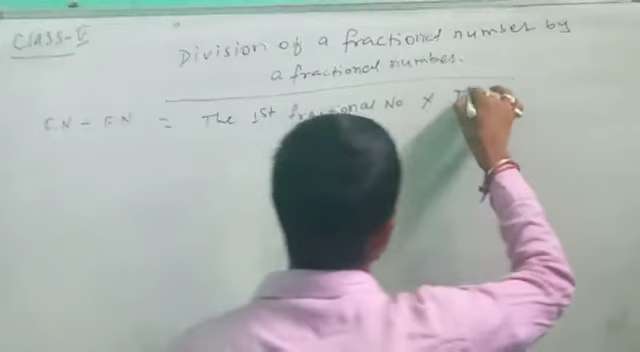 Class-V
Division of a fractional number by
a fractional number.
F.N ÷ F.N = The 1st fractional No × T